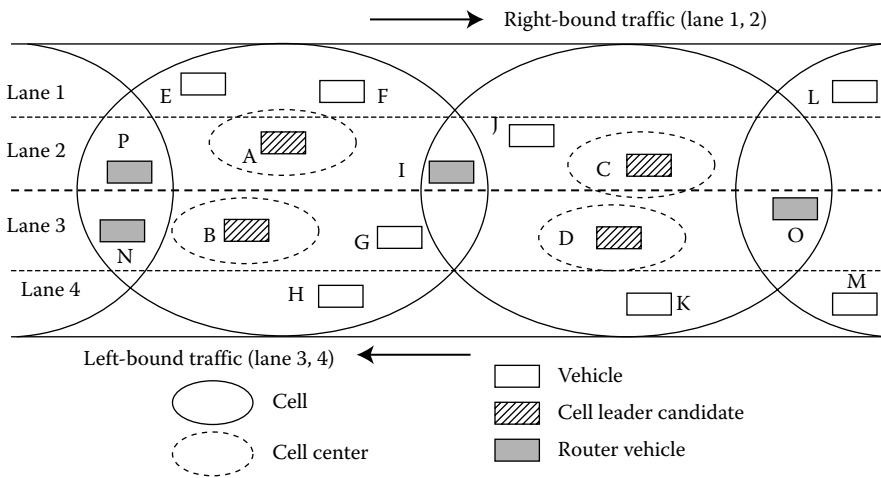 Right-bound traffic (lane 1, 2)
Lane 1
E
F
L
Lane 2
P
A
I
J
C
Lane 3
N
B
G
D
O
Lane 4
H
K
M
Left-bound traffic (lane 3, 4)
Cell
Cell center
Vehicle
Cell leader candidate
Router vehicle